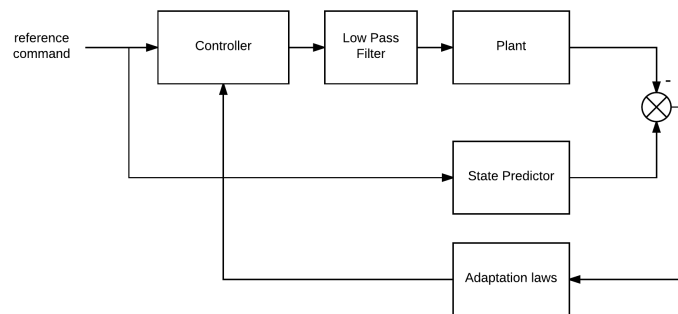 reference
command
Controller
Low Pass
Filter
Plant
-
State Predictor
Adaptation laws